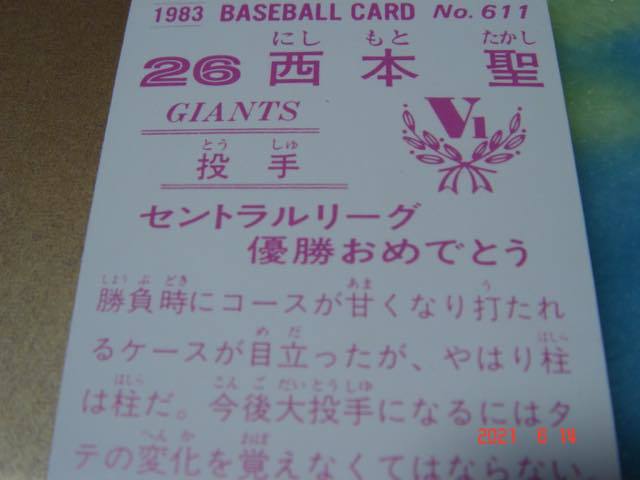 1983 BASEBALL CARD No. 611
にし もと たかし
26 西本 聖
GIANTS
V1
とう しゅ
投手
セントラルリーグ
優勝おめでとう
しょう ぶ どき あま う
勝負時にコースが甘くなり打たれ
め だ はしら
るケースが目立ったが、やはり柱
はしら こん ご だいとうしゅ
は柱だ。今後大投手になるにはタ
へん か おぼ
テの変化を覚えなくてはならない
2021 6 14